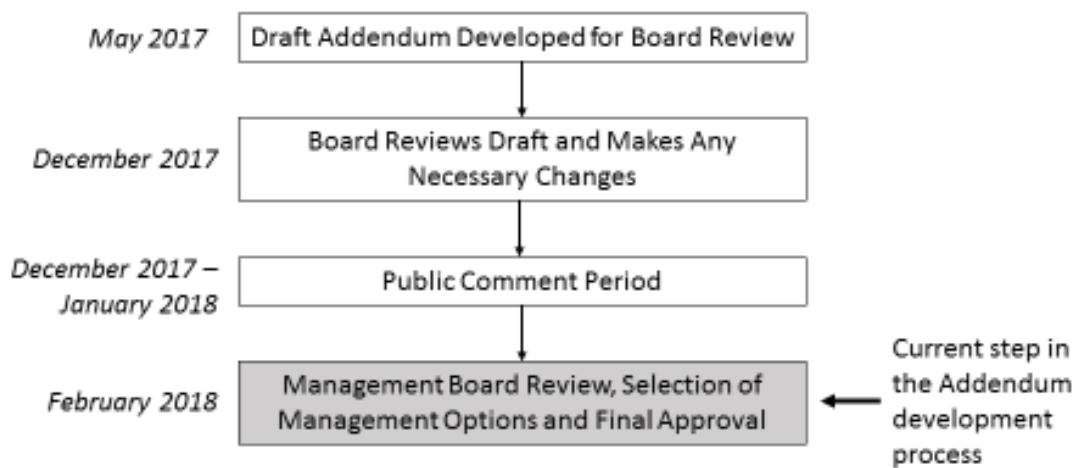 May 2017
Draft Addendum Developed for Board Review
December 2017
Board Reviews Draft and Makes Any
Necessary Changes
December 2017 –
January 2018
Public Comment Period
February 2018
Management Board Review, Selection of
Management Options and Final Approval
Current step in
the Addendum
development
process